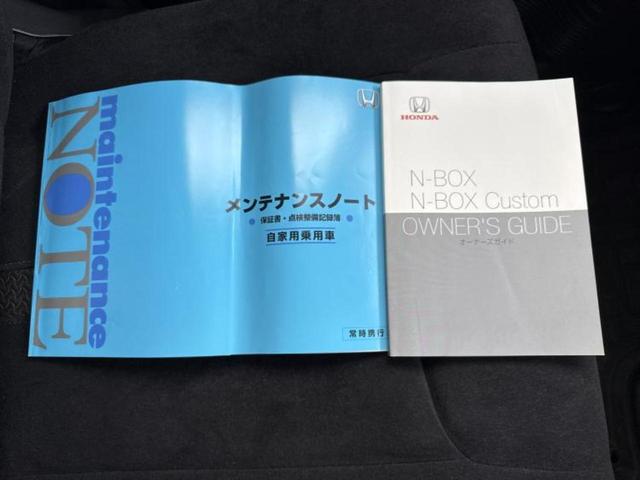 maintenance
NOTE
メンテナンスノート
保証書・点検整備記録簿
自家用乗用車
常時携行
HONDA
N-BOX
N-BOX Custom
OWNER'S GUIDE
オーナーズガイド